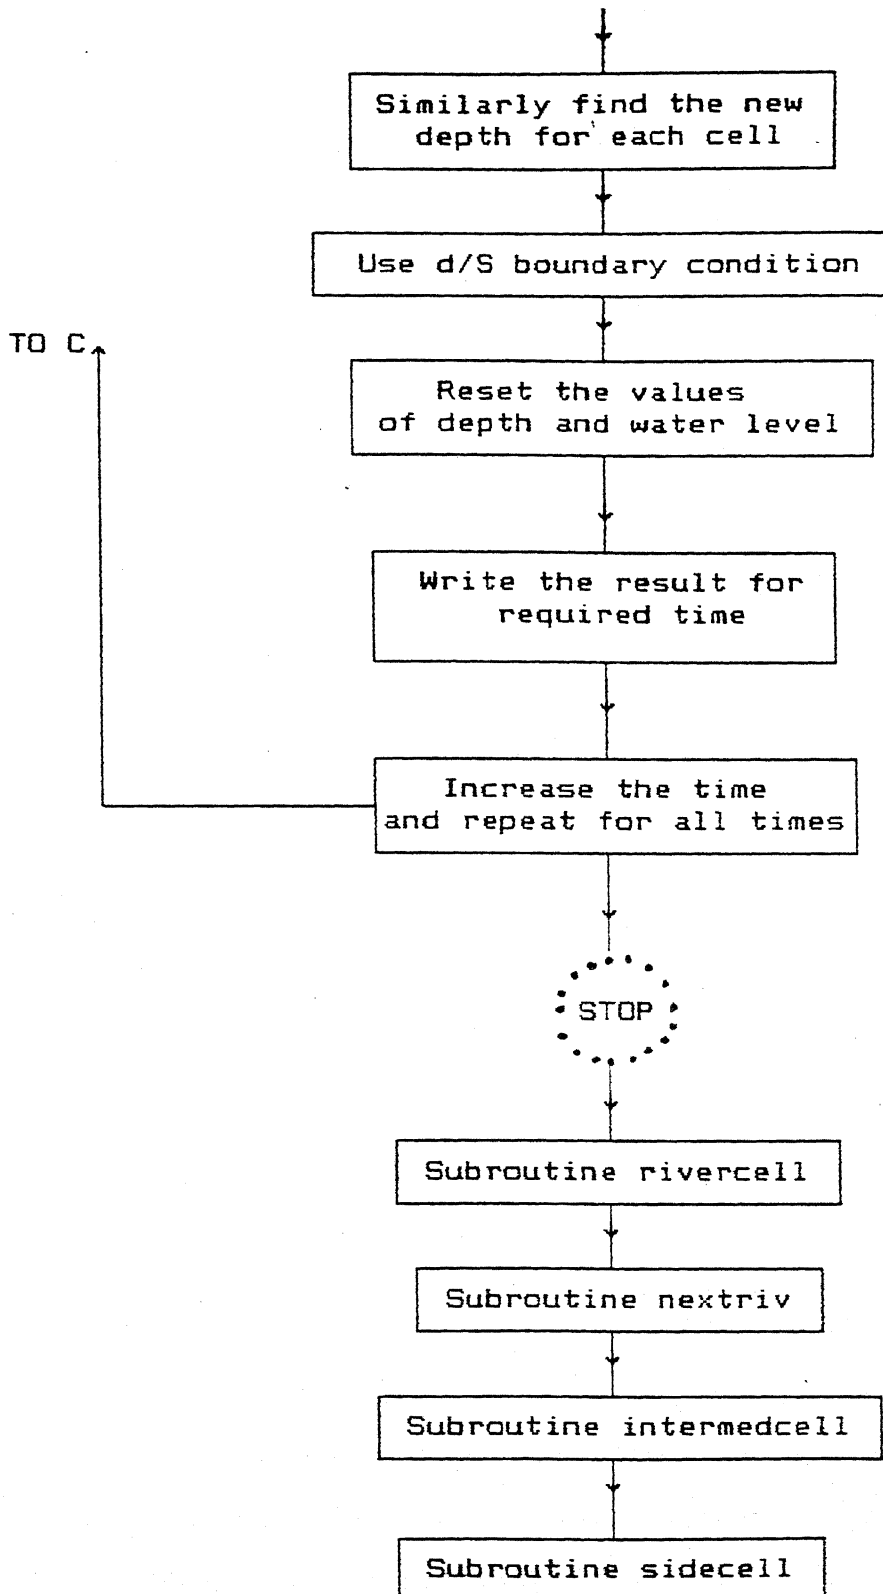 Similarly find the new
depth for each cell
Use d/S boundary condition
TO C
Reset the values
of depth and water level
Write the result for
required time
Increase the time
and repeat for all times
STOP
Subroutine rivercell
Subroutine nextriv
Subroutine intermedcell
Subroutine sidecell